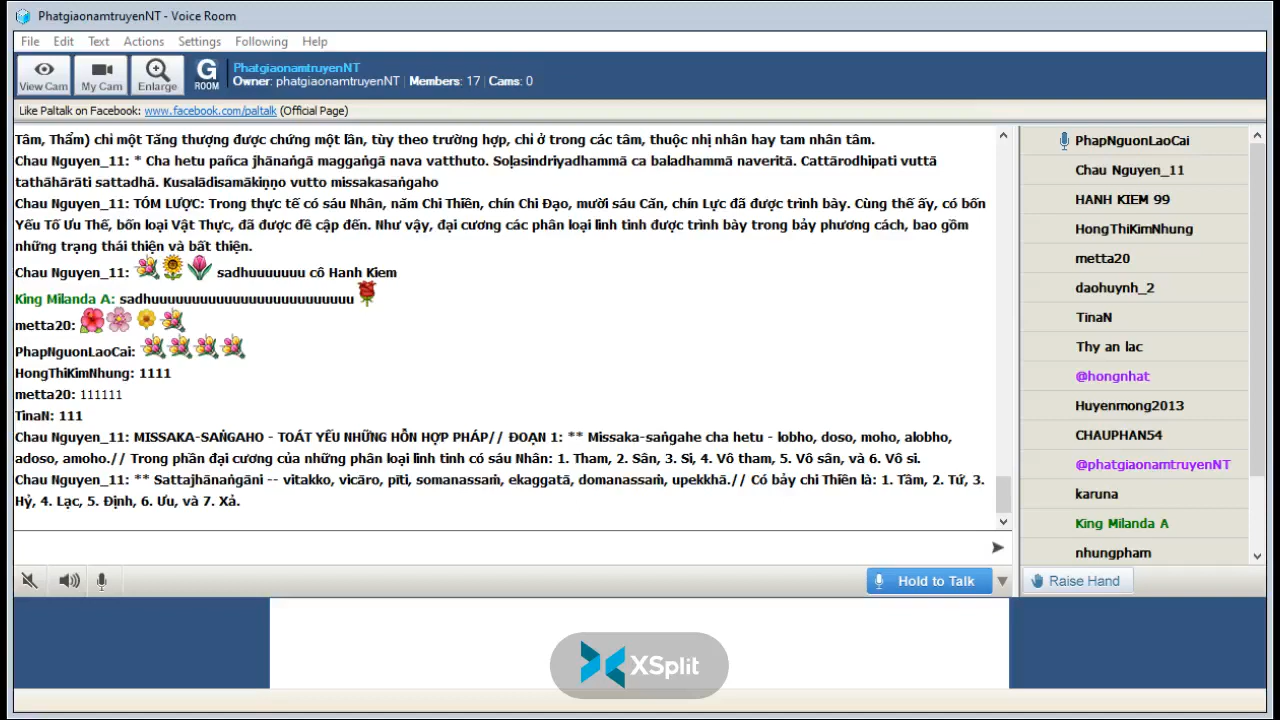 PhatgiaonamtruyenNT - Voice Room
File Edit Text Actions Settings Following Help
View Cam My Cam Enlarge G ROOM
PhatgiaonamtruyenNT
Owner: phatgiaonamtruyenNT | Members: 17 | Cams: 0
Like Paltalk on Facebook: www.facebook.com/paltalk (Official Page)
Tâm, Thẩm) chỉ một Tăng thượng được chứng một lần, tùy theo trường hợp, chỉ ở trong các tâm, thuộc nhị nhân hay tam nhân tâm.
Chau Nguyen_11: * Cha hetu pañca jhānaṅgā maggaṅgā nava vatthuto. Soḷasindriyadhammā ca baladhammā naveritā. Cattārodhipati vuttā
tathāhārāti sattadhā. Kusalādisamākiṇṇo vutto missakasaṅgaho
Chau Nguyen_11: TÓM LƯỢC: Trong thực tế có sáu Nhân, năm Chi Thiền, chín Chi Đạo, mười sáu Căn, chín Lực đã được trình bày. Cùng thế ấy, có bốn
Yếu Tố Ưu Thế, bốn loại Vật Thực, đã được đề cập đến. Như vậy, đại cương các phân loại linh tinh được trình bày trong bảy phương cách, bao gồm
những trạng thái thiện và bất thiện.
Chau Nguyen_11: sadhuuuuuuu cô Hanh Kiem
King Milanda A: sadhuuuuuuuuuuuuuuuuuuuuuuuuu
metta20:
PhapNguonLaoCai:
HongThiKimNhung: 1111
metta20: 111111
TinaN: 111
Chau Nguyen_11: MISSAKA-SAṄGAHO - TOÁT YẾU NHỮNG HỖN HỢP PHÁP// ĐOẠN 1: ** Missaka-saṅgahe cha hetu - lobho, doso, moho, alobho,
adoso, amoho.// Trong phần đại cương của những phân loại linh tinh có sáu Nhân: 1. Tham, 2. Sân, 3. Si, 4. Vô tham, 5. Vô sân, và 6. Vô si.
Chau Nguyen_11: ** Sattajhānaṅgāni -- vitakko, vicāro, pīti, somanassaṁ, ekaggatā, domanassaṁ, upekkhā.// Có bảy chi Thiền là: 1. Tầm, 2. Tứ, 3.
Hỷ, 4. Lạc, 5. Định, 6. Ưu, và 7. Xả.
PhapNguonLaoCai
Chau Nguyen_11
HANH KIEM 99
HongThiKimNhung
metta20
daohuynh_2
TinaN
Thy an lac
@hongnhat
Huyenmong2013
CHAUPHAN54
@phatgiaonamtruyenNT
karuna
King Milanda A
nhungpham
Hold to Talk
Raise Hand
XSplit